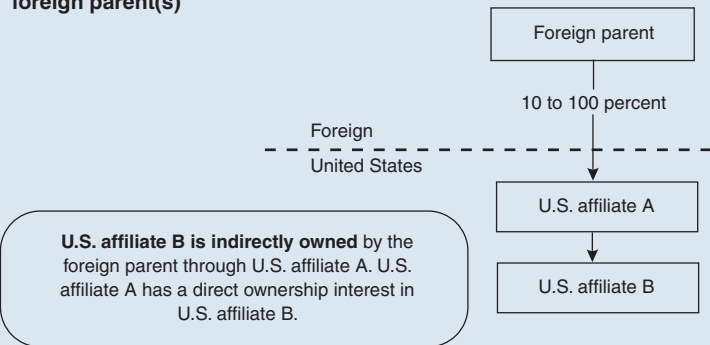 foreign parent(s)
Foreign parent
10 to 100 percent
Foreign
United States
U.S. affiliate A
U.S. affiliate B is indirectly owned by the
foreign parent through U.S. affiliate A. U.S.
affiliate A has a direct ownership interest in
U.S. affiliate B.
U.S. affiliate B